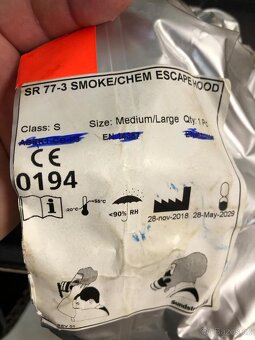 SR 77-3 SMOKE/CHEM ESCAPE HOOD
Class: S Size: Medium/Large Qty: 1
CE
0194
-20°C +55°C
<90% RH
28-nov-2018 28-May-2029